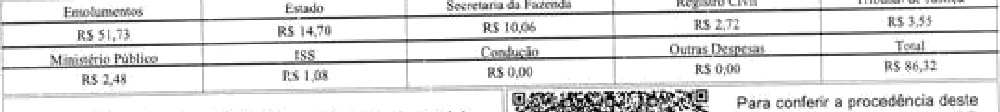 Emolumentos Estado Secretaria da Fazenda Registro Civil Tribunal de Justiça
R$ 51,73 R$ 14,70 R$ 10,06 R$ 2,72 R$ 3,55
Ministério Público ISS Condução Outras Despesas Total
R$ 2,48 R$ 1,08 R$ 0,00 R$ 0,00 R$ 86,32
Para conferir a procedência deste